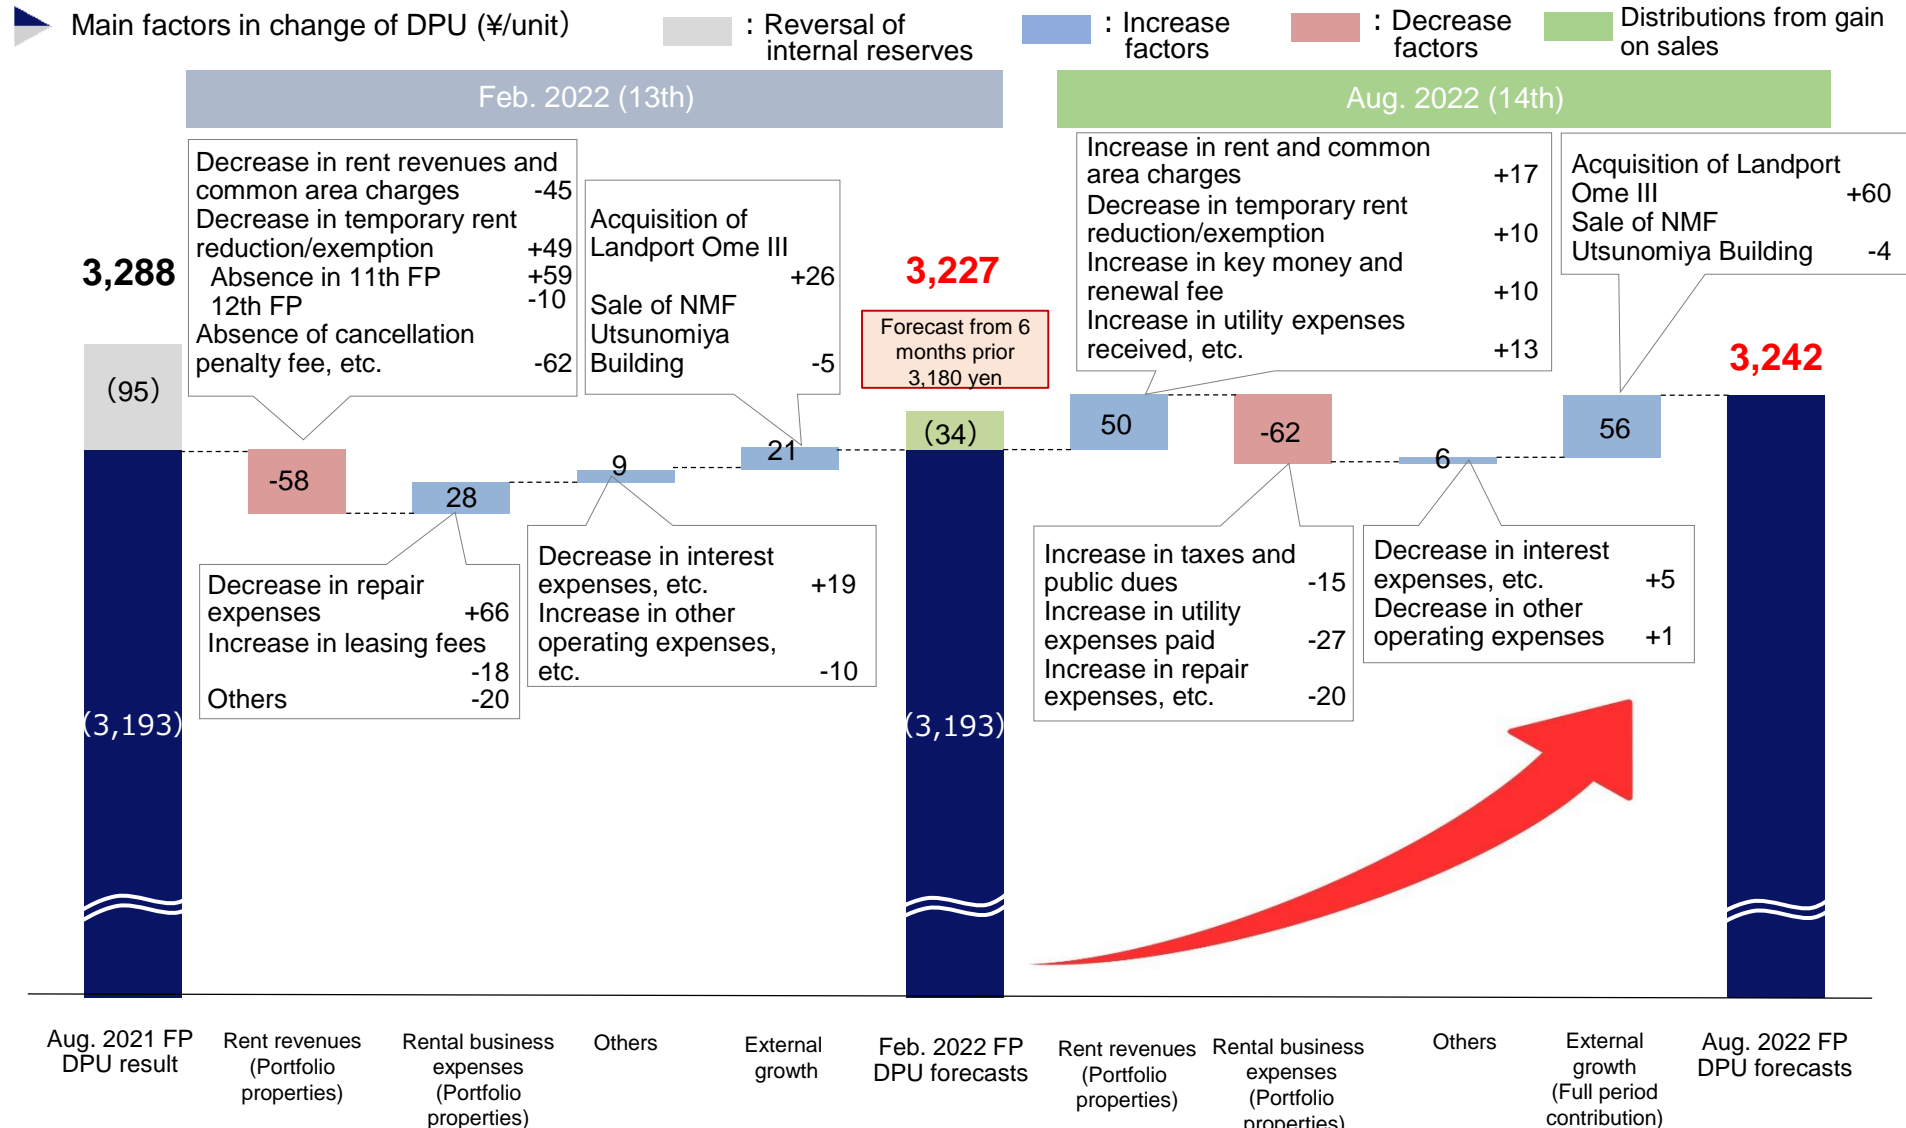 Main factors in change of DPU (¥/unit)
: Reversal of
internal reserves
: Increase
factors
: Decrease
factors
Distributions from gain
on sales
Feb. 2022 (13th)
Aug. 2022 (14th)
Decrease in rent revenues and
common area charges -45
Decrease in temporary rent
reduction/exemption +49
Absence in 11th FP +59
12th FP -10
Absence of cancellation
penalty fee, etc. -62
Acquisition of
Landport Ome III
+26
Sale of NMF
Utsunomiya
Building -5
Increase in rent and common
area charges +17
Decrease in temporary rent
reduction/exemption +10
Increase in key money and
renewal fee +10
Increase in utility expenses
received, etc. +13
Acquisition of Landport
Ome III +60
Sale of NMF
Utsunomiya Building -4
3,288
3,227
Forecast from 6
months prior
3,180 yen
3,242
(95)
-58
28
9
21
(34)
50
-62
6
56
Decrease in repair
expenses +66
Increase in leasing fees
-18
Others -20
Decrease in interest
expenses, etc. +19
Increase in other
operating expenses,
etc. -10
Increase in taxes and
public dues -15
Increase in utility
expenses paid -27
Increase in repair
expenses, etc. -20
Decrease in interest
expenses, etc. +5
Decrease in other
operating expenses +1
(3,193)
(3,193)
Aug. 2021 FP
DPU result
Rent revenues
(Portfolio
properties)
Rental business
expenses
(Portfolio
properties)
Others
External
growth
Feb. 2022 FP
DPU forecasts
Rent revenues
(Portfolio
properties)
Rental business
expenses
(Portfolio
properties)
Others
External
growth
(Full period
contribution)
Aug. 2022 FP
DPU forecasts